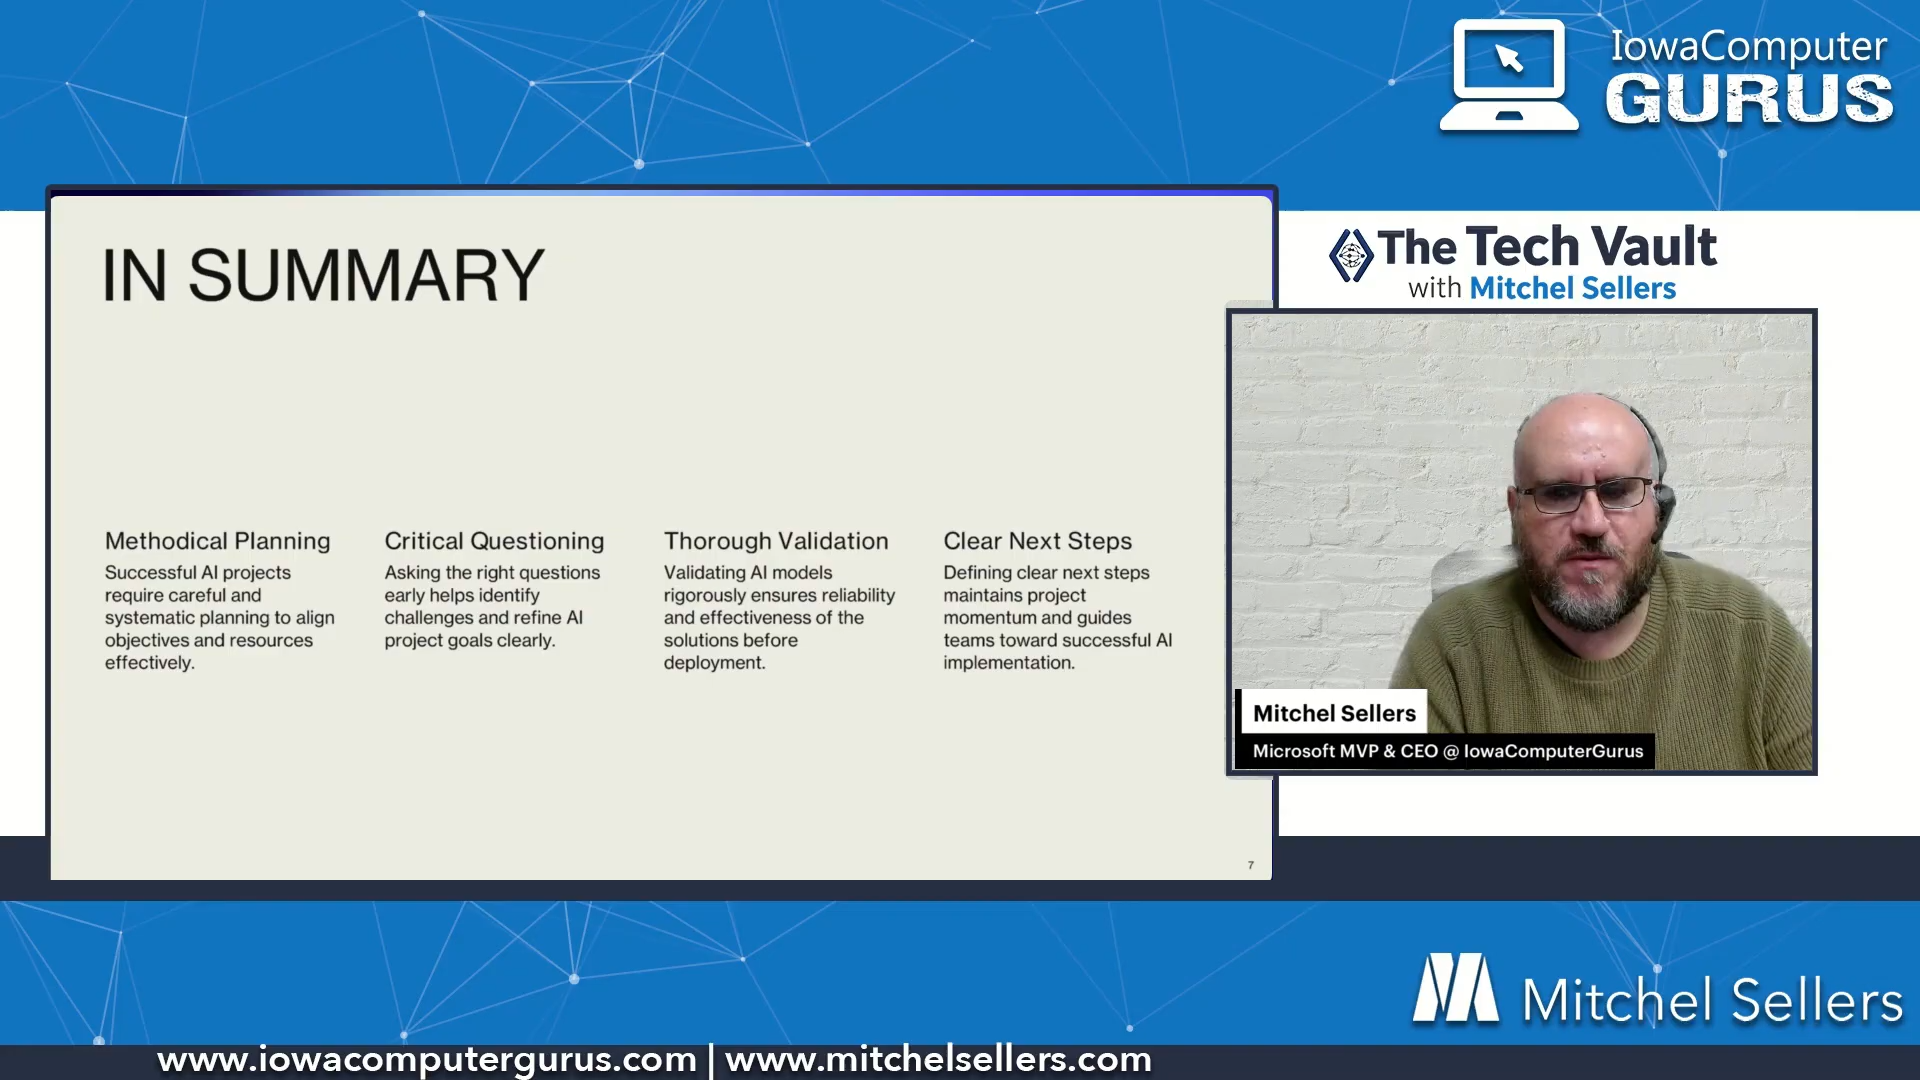 IowaComputer
GURUS
The Tech Vault
with Mitchel Sellers
IN SUMMARY
Methodical Planning
Successful AI projects
require careful and
systematic planning to align
objectives and resources
effectively.
Critical Questioning
Asking the right questions
early helps identify
challenges and refine AI
project goals clearly.
Thorough Validation
Validating AI models
rigorously ensures reliability
and effectiveness of the
solutions before
deployment.
Clear Next Steps
Defining clear next steps
maintains project
momentum and guides
teams toward successful AI
implementation.
7
Mitchel Sellers
Microsoft MVP & CEO @ IowaComputerGurus
Mitchel Sellers
www.iowacomputergurus.com | www.mitchelsellers.com